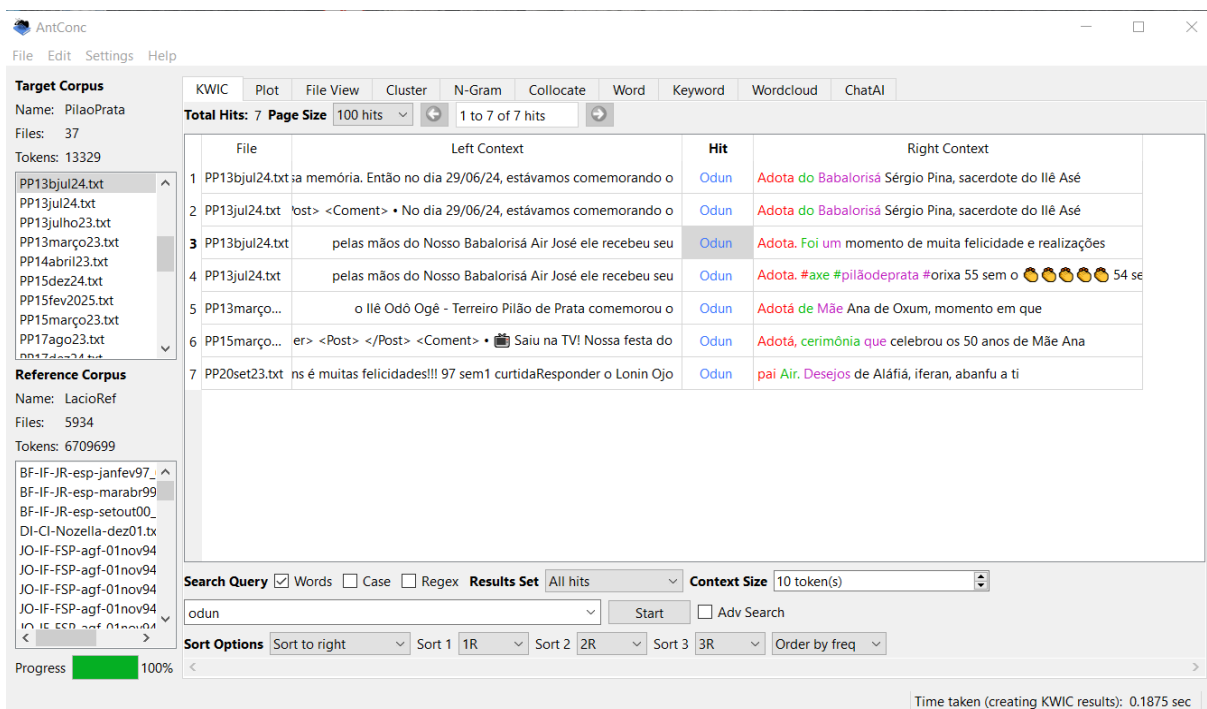 AntConc
File Edit Settings Help
Target Corpus
Name: PilaoPrata
Files: 37
Tokens: 13329
PP13bjul24.txt
PP13jul24.txt
PP13julho23.txt
PP13março23.txt
PP14abril23.txt
PP15dez24.txt
PP15fev2025.txt
PP15março23.txt
PP17ago23.txt
PP17dez24.txt
Reference Corpus
Name: LacioRef
Files: 5934
Tokens: 6709699
BF-IF-JR-esp-janfev97_
BF-IF-JR-esp-marabr99
BF-IF-JR-esp-setout00_
DI-CI-Nozella-dez01.tx
JO-IF-FSP-agf-01nov94
JO-IF-FSP-agf-01nov94
JO-IF-FSP-agf-01nov94
JO-IF-FSP-agf-01nov94
JO-IF-FSP-agf-01nov94
Progress 100%
KWIC Plot File View Cluster N-Gram Collocate Word Keyword Wordcloud ChatAI
Total Hits: 7 Page Size 100 hits 1 to 7 of 7 hits
File Left Context Hit Right Context
1 PP13bjul24.txt sa memória. Então no dia 29/06/24, estávamos comemorando o Odun Adota do Babalorisá Sérgio Pina, sacerdote do Ilê Asé
2 PP13jul24.txt Post> <Coment> • No dia 29/06/24, estávamos comemorando o Odun Adota do Babalorisá Sérgio Pina, sacerdote do Ilê Asé
3 PP13bjul24.txt pelas mãos do Nosso Babalorisá Air José ele recebeu seu Odun Adota. Foi um momento de muita felicidade e realizações
4 PP13jul24.txt pelas mãos do Nosso Babalorisá Air José ele recebeu seu Odun Adota. #axe #pilãodeprata #orixa 55 sem o 👏👏👏👏👏 54 se
5 PP13março... o Ilê Odô Ogê - Terreiro Pilão de Prata comemorou o Odun Adotá de Mãe Ana de Oxum, momento em que
6 PP15março... er> <Post> </Post> <Coment> • 📺 Saiu na TV! Nossa festa do Odun Adotá, cerimônia que celebrou os 50 anos de Mãe Ana
7 PP20set23.txt ns é muitas felicidades!!! 97 sem1 curtidaResponder o Lonin Ojo Odun pai Air. Desejos de Aláfiá, iferan, abanfu a ti
Search Query Words Case Regex Results Set All hits Context Size 10 token(s)
odun Start Adv Search
Sort Options Sort to right Sort 1 1R Sort 2 2R Sort 3 3R Order by freq
Time taken (creating KWIC results): 0.1875 sec